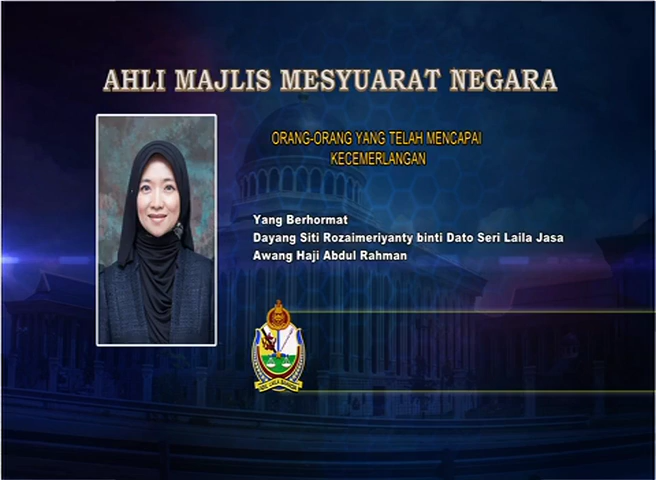 AHLI MAJLIS MESYUARAT NEGARA
ORANG-ORANG YANG TELAH MENCAPAI
KECEMERLANGAN
Yang Berhormat
Dayang Siti Rozaimeriyanty binti Dato Seri Laila Jasa
Awang Haji Abdul Rahman